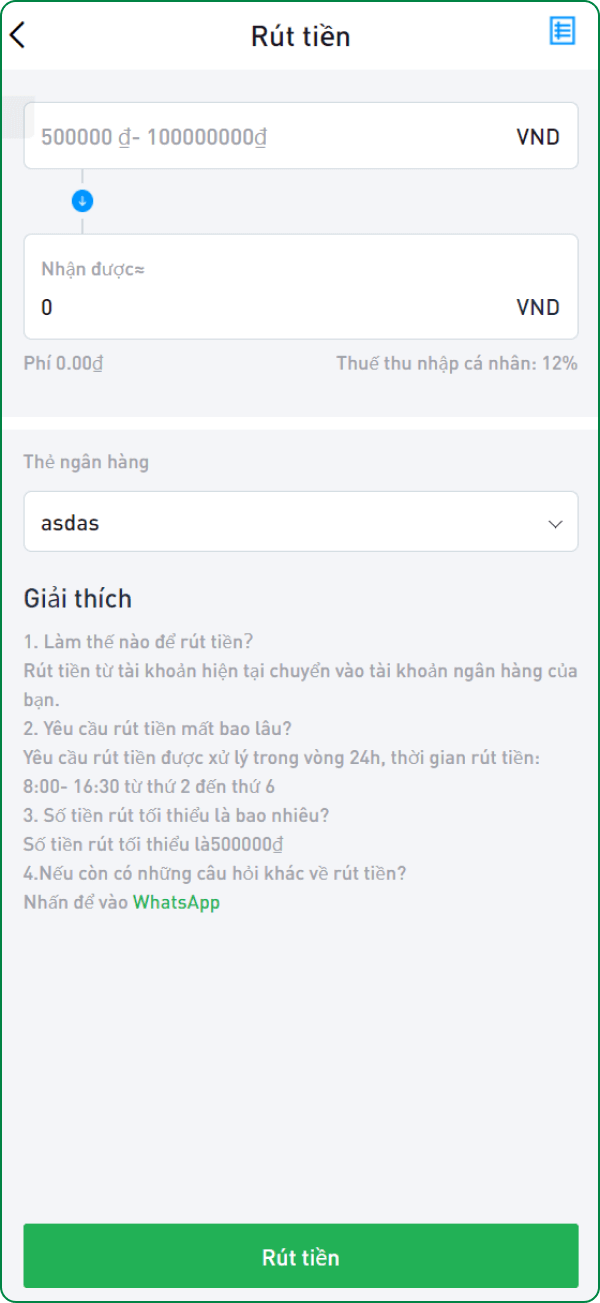 Rút tiền
500000 ₫- 100000000₫ VND
Nhận được≈
0 VND
Phí 0.00₫ Thuế thu nhập cá nhân: 12%
Thẻ ngân hàng
asdas
Giải thích
1. Làm thế nào để rút tiền?
Rút tiền từ tài khoản hiện tại chuyển vào tài khoản ngân hàng của
bạn.
2. Yêu cầu rút tiền mất bao lâu?
Yêu cầu rút tiền được xử lý trong vòng 24h, thời gian rút tiền:
8:00- 16:30 từ thứ 2 đến thứ 6
3. Số tiền rút tối thiểu là bao nhiêu?
Số tiền rút tối thiểu là500000₫
4.Nếu còn có những câu hỏi khác về rút tiền?
Nhấn để vào WhatsApp
Rút tiền